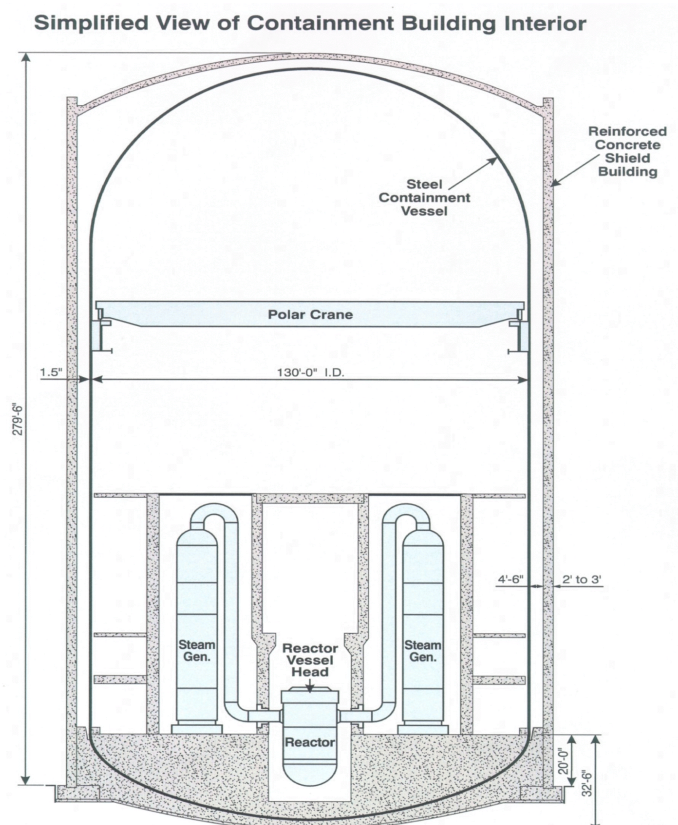 Simplified View of Containment Building Interior
Reinforced
Concrete
Shield
Building
Steel
Containment
Vessel
Polar Crane
1.5"
130'-0" I.D.
279'-6"
4'-6"
2' to 3'
Steam
Gen.
Reactor
Vessel
Head
Steam
Gen.
Reactor
20'-0"
32'-6"